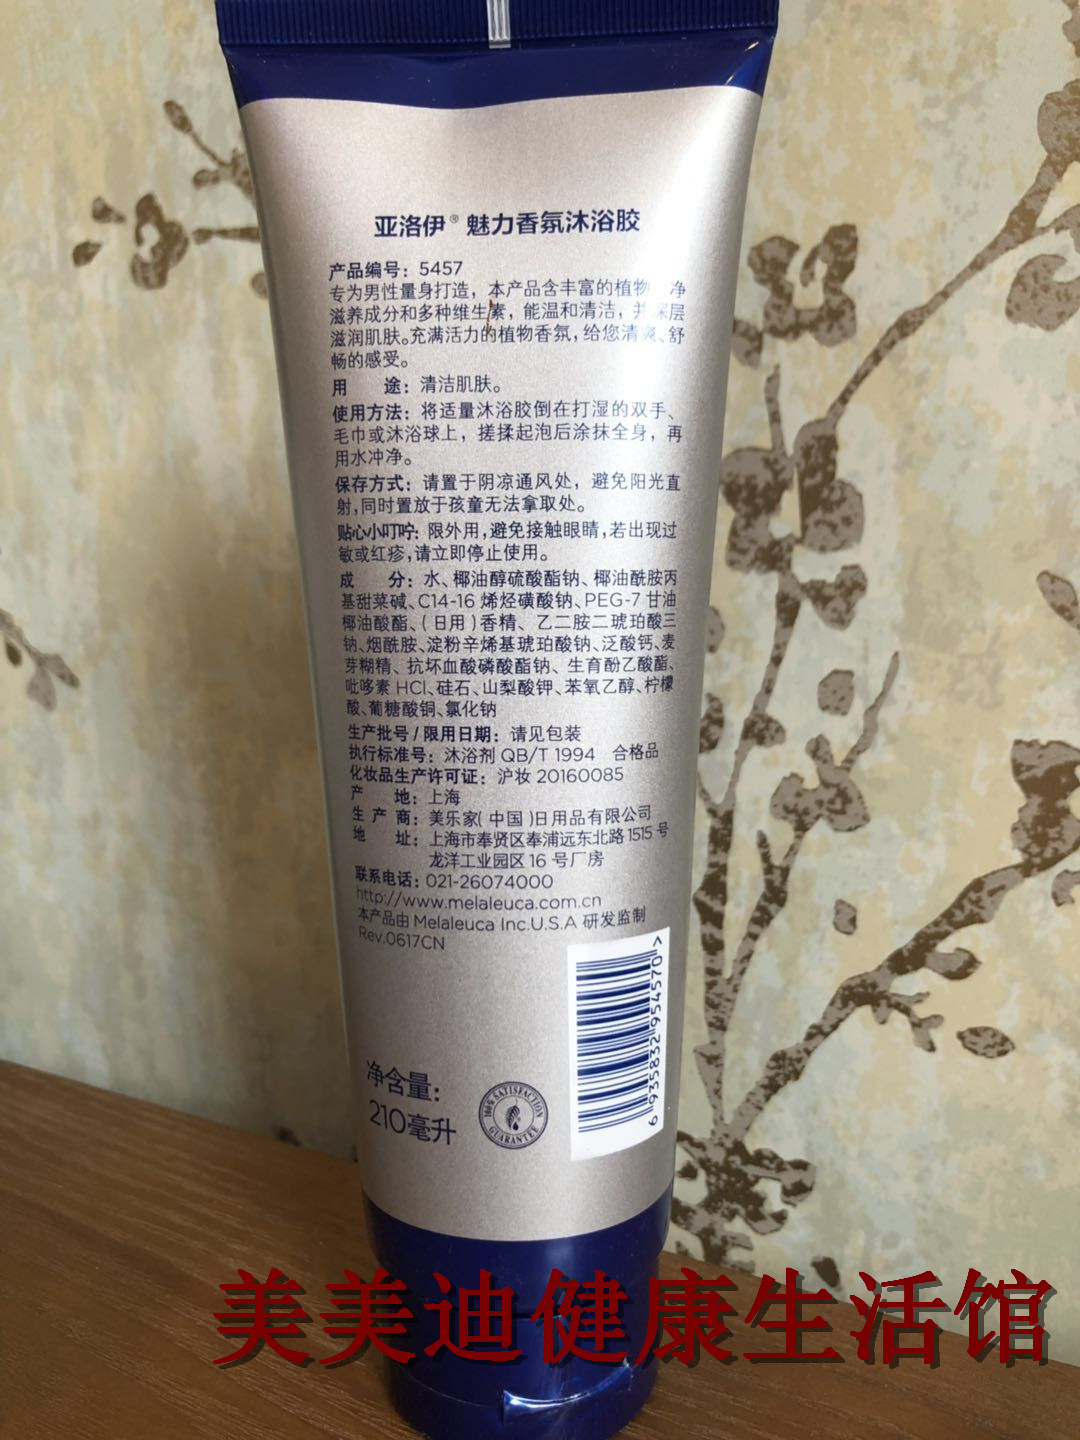 亚洛伊® 魅力香氛沐浴胶
产品编号：5457
专为男性量身打造，本产品含丰富的植物 净
滋养成分和多种维生素，能温和清洁，并深层
滋润肌肤。充满活力的植物香氛，给您清爽、舒
畅的感受。
用 途：清洁肌肤。
使用方法：将适量沐浴胶倒在打湿的双手、
毛巾或沐浴球上，搓揉起泡后涂抹全身，再
用水冲净。
保存方式：请置于阴凉通风处，避免阳光直
射，同时置放于孩童无法拿取处。
贴心小叮咛：限外用，避免接触眼睛，若出现过
敏或红疹，请立即停止使用。
成 分：水、椰油醇硫酸酯钠、椰油酰胺丙
基甜菜碱、C14-16 烯烃磺酸钠、PEG-7 甘油
椰油酸酯、（日用）香精、乙二胺二琥珀酸三
钠、烟酰胺、淀粉辛烯基琥珀酸钠、泛酸钙、麦
芽糊精、抗坏血酸磷酸酯钠、生育酚乙酸酯、
吡哆素 HCl、硅石、山梨酸钾、苯氧乙醇、柠檬
酸、葡糖酸铜、氯化钠
生产批号 / 限用日期：请见包装
执行标准号：沐浴剂 QB/T 1994 合格品
化妆品生产许可证：沪妆 20160085
产 地：上海
生 产 商：美乐家（中国）日用品有限公司
地 址：上海市奉贤区奉浦远东北路 1515 号
龙洋工业园区 16 号厂房
联系电话：021-26074000
http://www.melaleuca.com.cn
本产品由 Melaleuca Inc.U.S.A 研发监制
Rev.0617CN
6 935832 954570 >
净含量：
210毫升
100% SATISFACTION
GUARANTEE
美美迪健康生活馆